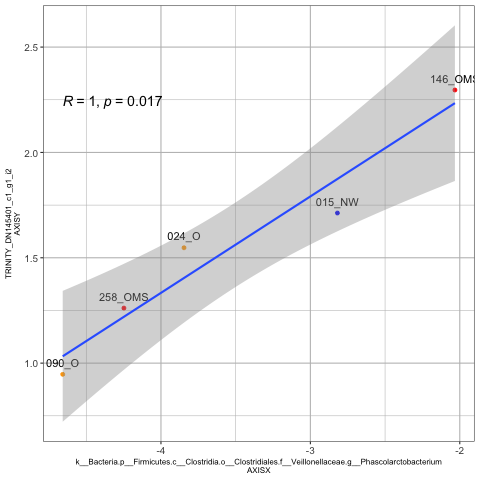 2.5
2.0
1.5
1.0
TRINITY_DN145401_c1_g1_i2
AXISY
R = 1, p = 0.017
146_OMS
015_NW
024_O
258_OMS
090_O
-4
-3
-2
k__Bacteria.p__Firmicutes.c__Clostridia.o__Clostridiales.f__Veillonellaceae.g__Phascolarctobacterium
AXISX